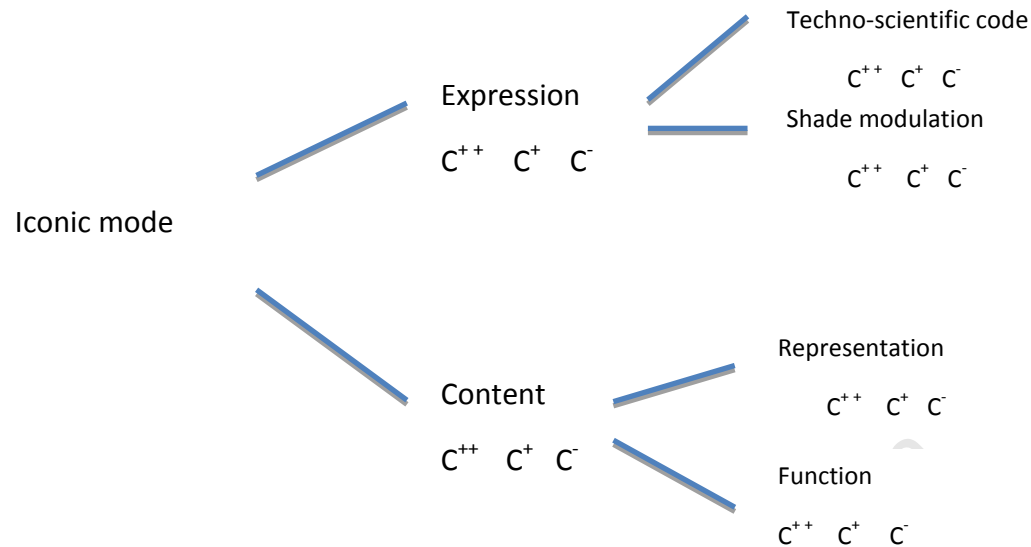 Techno-scientific code
C++ C+ C-
Expression
Shade modulation
C++ C+ C-
C++ C+ C-
Iconic mode
Representation
Content
C++ C+ C-
C++ C+ C-
Function
C++ C+ C-